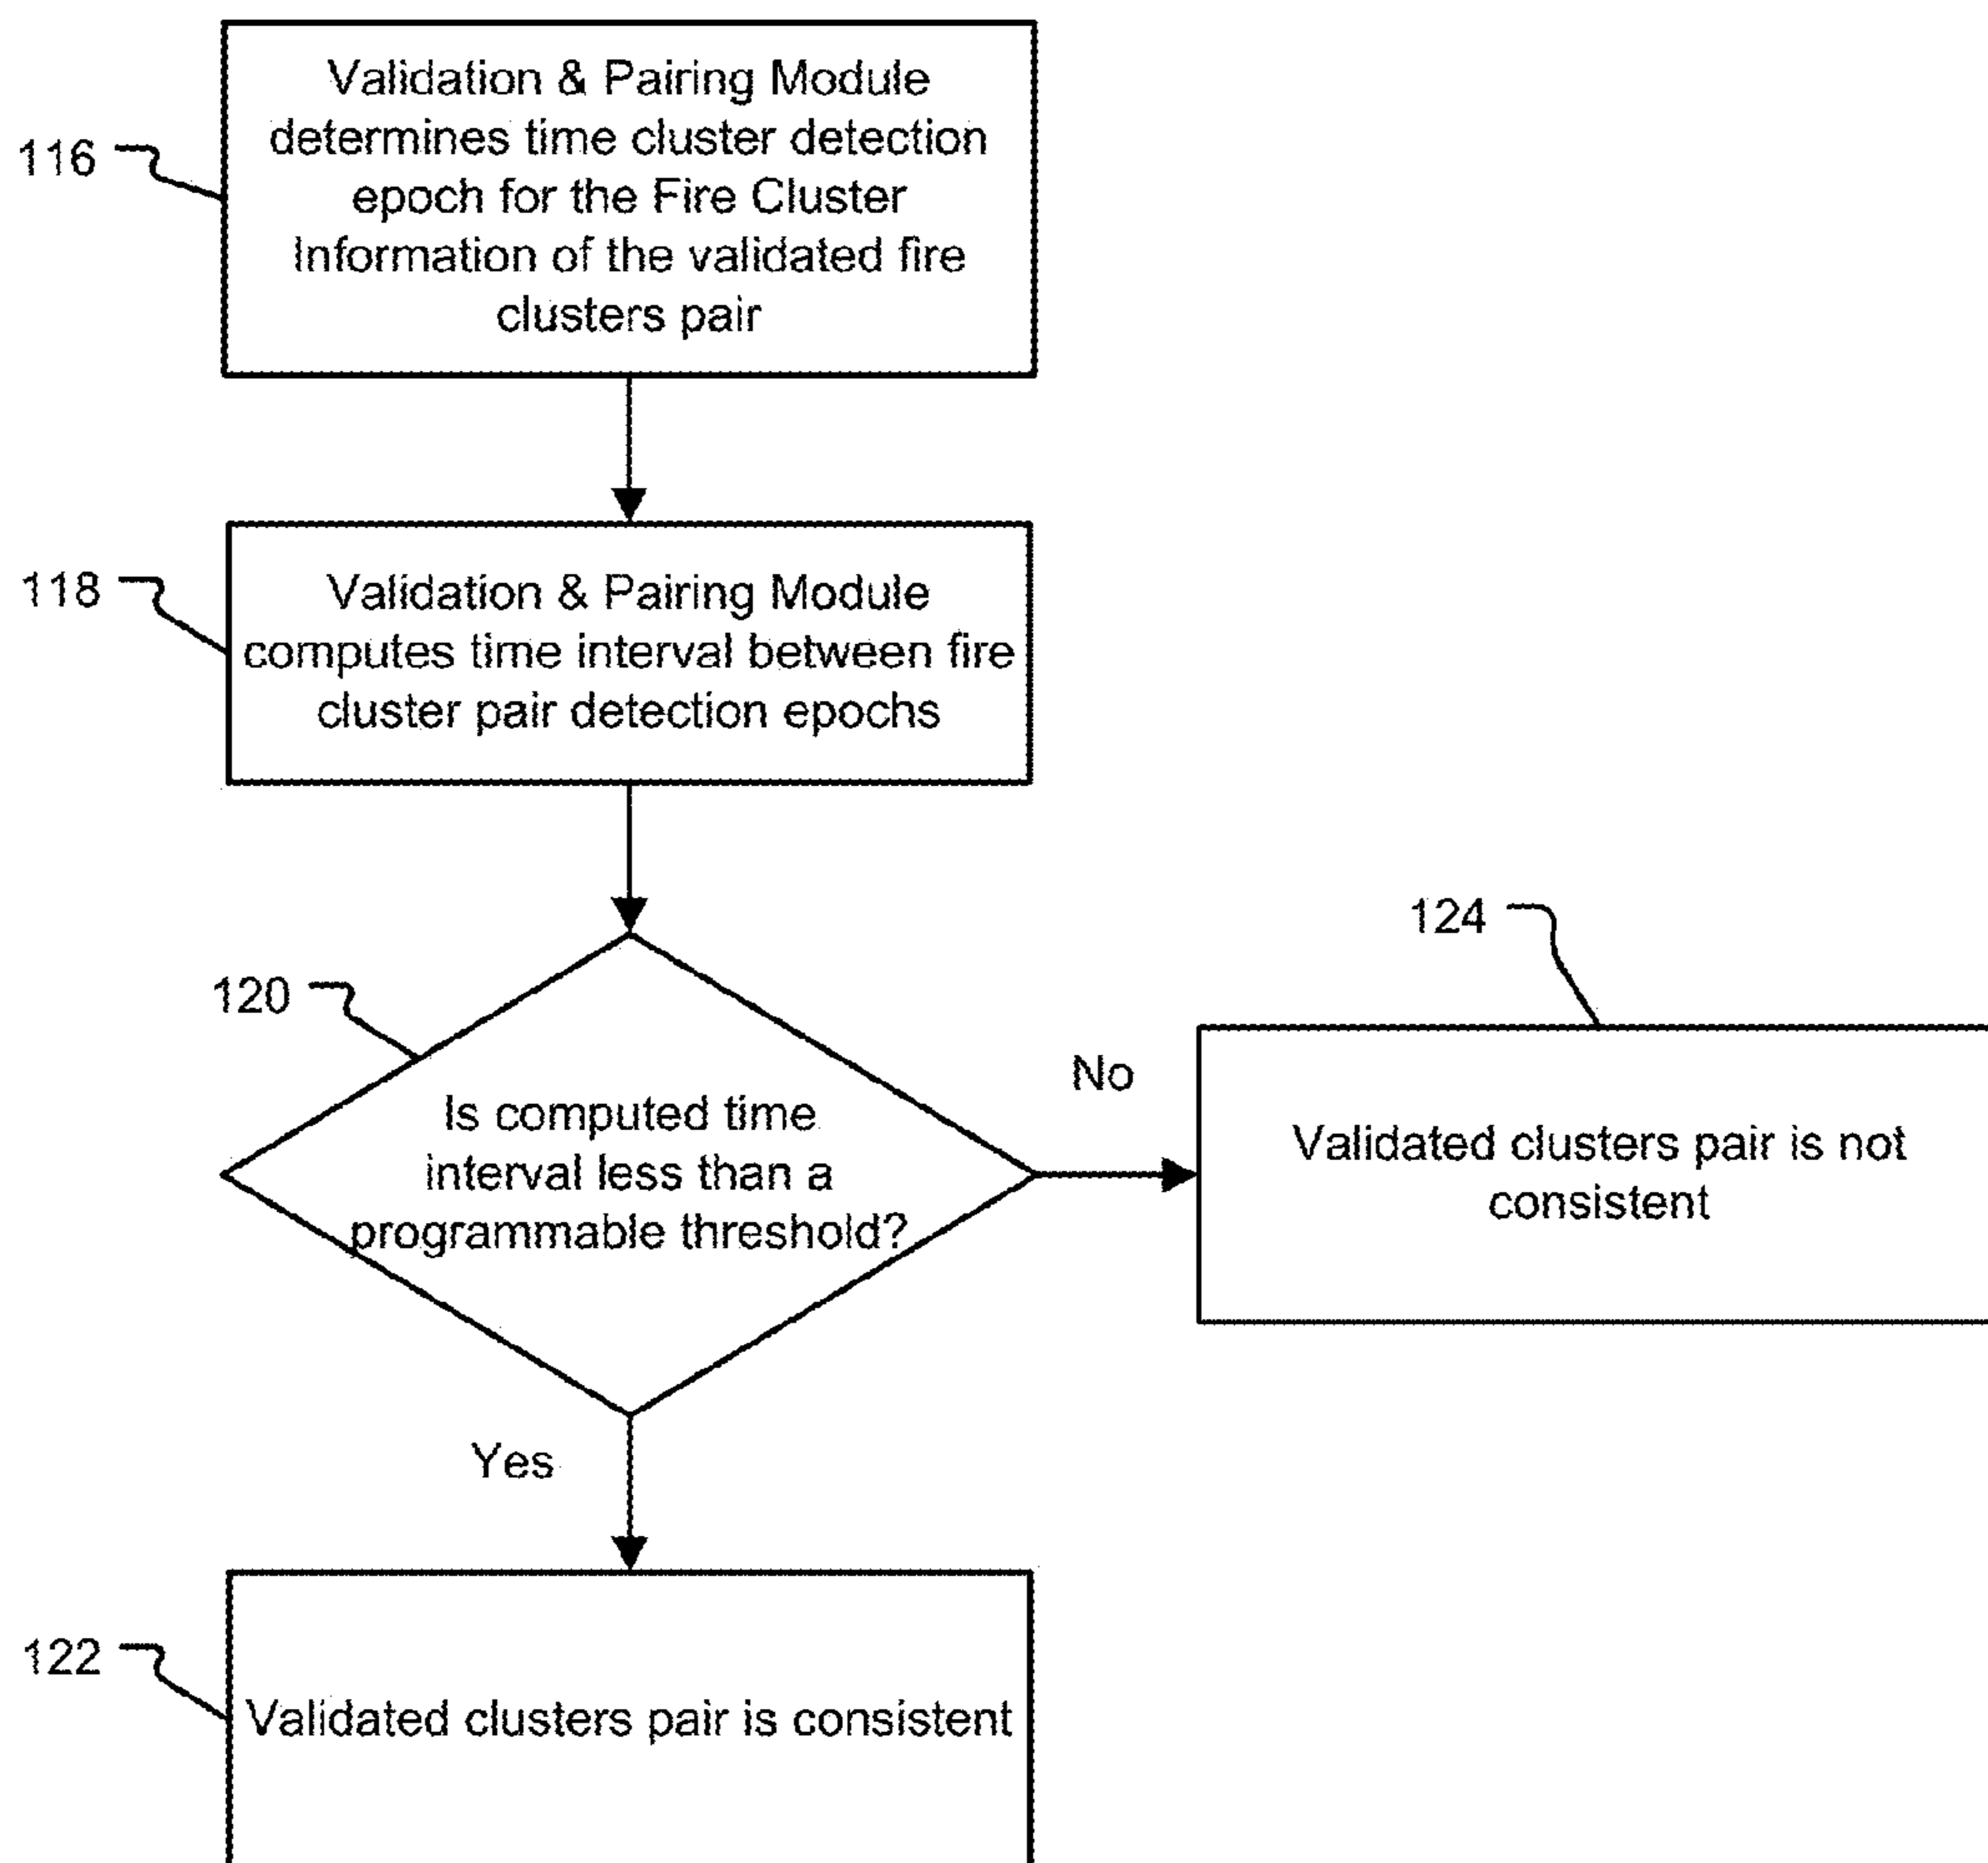 116
Validation & Pairing Module
determines time cluster detection
epoch for the Fire Cluster
Information of the validated fire
clusters pair
118
Validation & Pairing Module
computes time interval between fire
cluster pair detection epochs
120
Is computed time
interval less than a
programmable threshold?
No
124
Validated clusters pair is not
consistent
Yes
122
Validated clusters pair is consistent